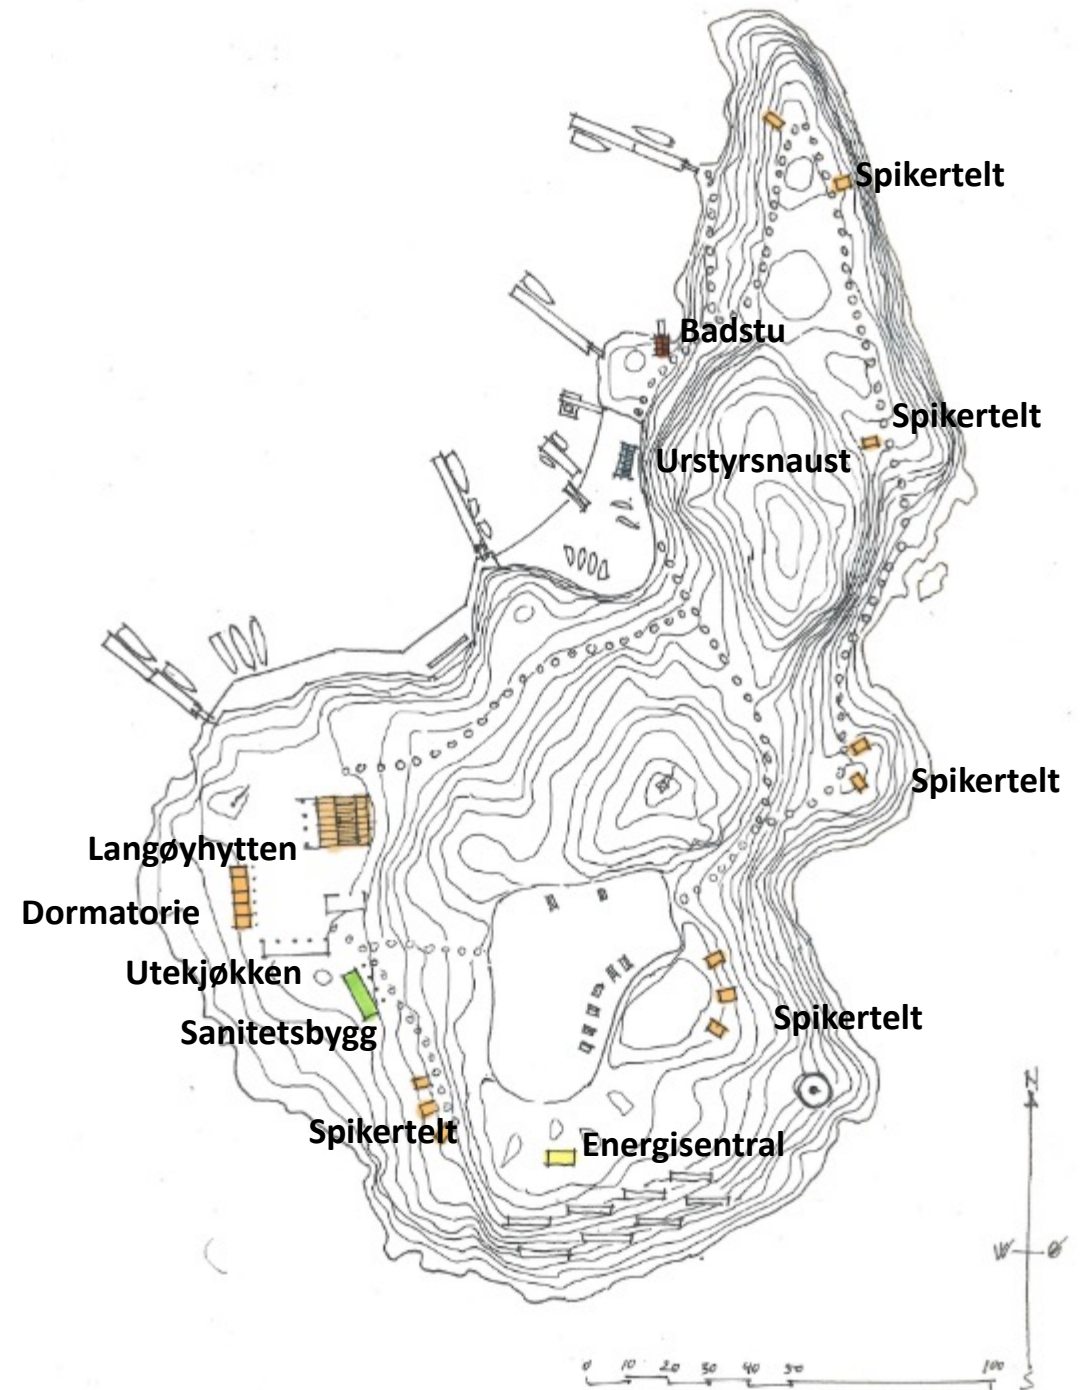 Spikertelt
Badstu
Spikertelt
Urstyrsnaust
Spikertelt
Langøyhytten
Dormatorie
Utekjøkken
Sanitetsbygg
Spikertelt
Spikertelt
Energisentral
N
W Ø
S
0 10 20 30 40 50 100